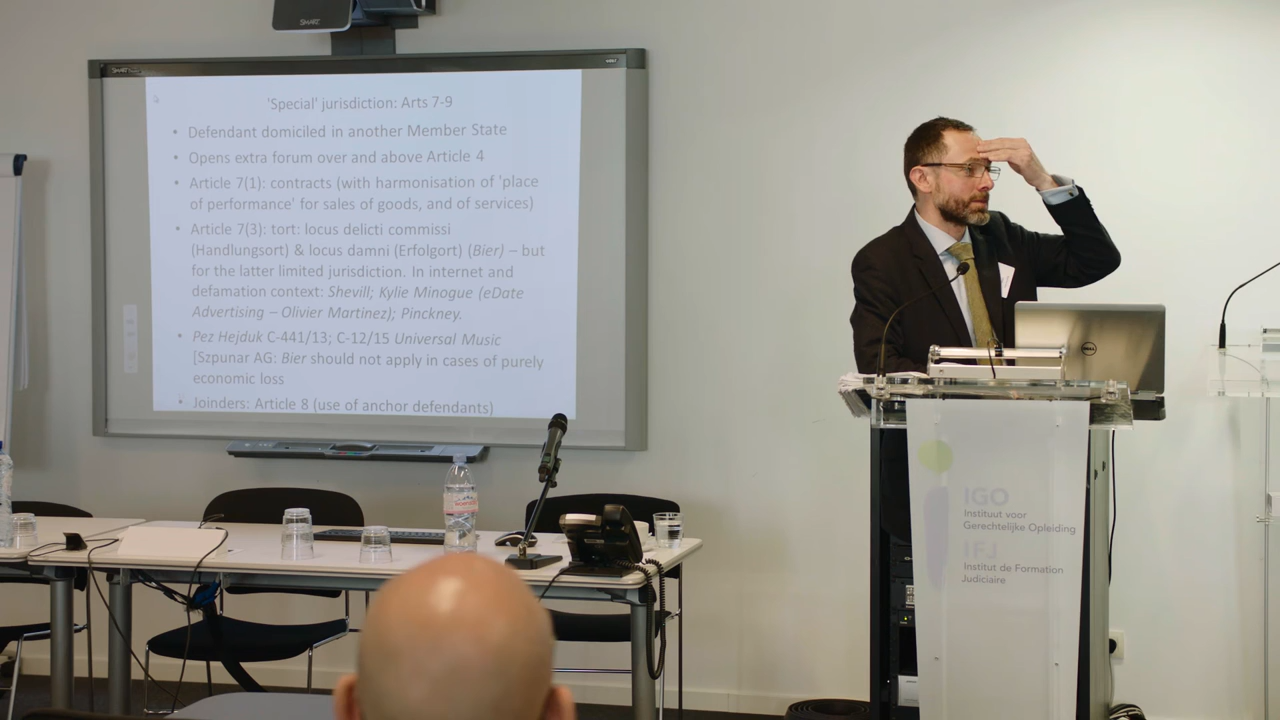 SMART
SMART
'Special' jurisdiction: Arts 7-9
• Defendant domiciled in another Member State
• Opens extra forum over and above Article 4
• Article 7(1): contracts (with harmonisation of 'place
of performance' for sales of goods, and of services)
• Article 7(3): tort: locus delicti commissi
(Handlungsort) & locus damni (Erfolgort) (Bier) – but
for the latter limited jurisdiction. In internet and
defamation context: Shevill; Kylie Minogue (eDate
Advertising – Olivier Martinez); Pinckney.
• Pez Hejduk C-441/13; C-12/15 Universal Music
[Szpunar AG: Bier should not apply in cases of purely
economic loss
Joinders: Article 8 (use of anchor defendants)
DELL
IGO
Instituut voor
Gerechtelijke Opleiding
IFJ
Institut de Formation
Judiciaire